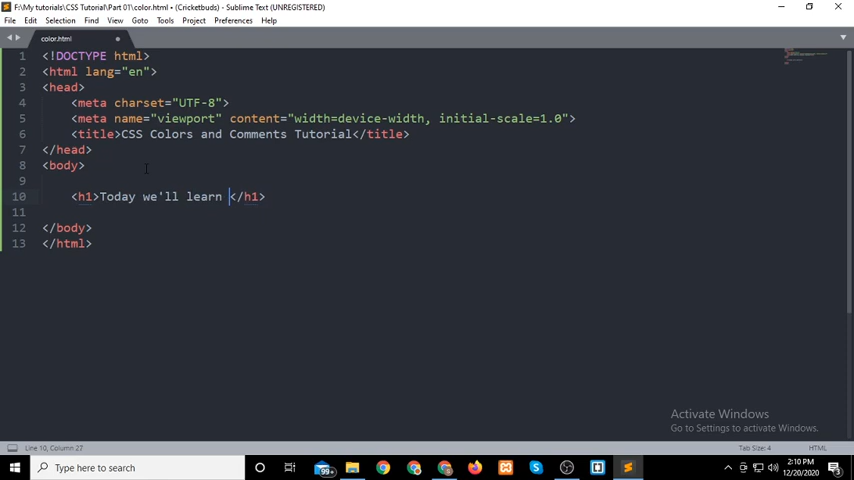 F:\My tutorials\CSS Tutorial\Part 01\color.html • (Cricketbuds) - Sublime Text (UNREGISTERED)
File Edit Selection Find View Goto Tools Project Preferences Help
color.html
1 <!DOCTYPE html>
2 <html lang="en">
3 <head>
4 <meta charset="UTF-8">
5 <meta name="viewport" content="width=device-width, initial-scale=1.0">
6 <title>CSS Colors and Comments Tutorial</title>
7 </head>
8 <body>
9
10 <h1>Today we'll learn </h1>
11
12 </body>
13 </html>
Activate Windows
Go to Settings to activate Windows.
Line 10, Column 27 Tab Size: 4 HTML
Type here to search 99+ 2:10 PM
12/20/2020 3